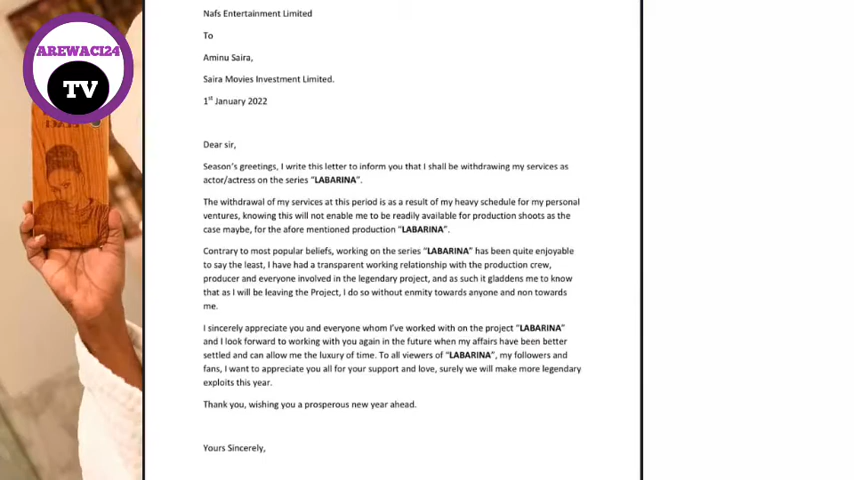 AREWACI24
TV
Nafs Entertainment Limited
To
Aminu Saira,
Saira Movies Investment Limited.
1st January 2022
Dear sir,
Season's greetings, I write this letter to inform you that I shall be withdrawing my services as
actor/actress on the series "LABARINA".
The withdrawal of my services at this period is as a result of my heavy schedule for my personal
ventures, knowing this will not enable me to be readily available for production shoots as the
case maybe, for the afore mentioned production "LABARINA".
Contrary to most popular beliefs, working on the series "LABARINA" has been quite enjoyable
to say the least, I have had a transparent working relationship with the production crew,
producer and everyone involved in the legendary project, and as such it gladdens me to know
that as I will be leaving the Project, I do so without enmity towards anyone and non towards
me.
I sincerely appreciate you and everyone whom I've worked with on the project "LABARINA"
and I look forward to working with you again in the future when my affairs have been better
settled and can allow me the luxury of time. To all viewers of "LABARINA", my followers and
fans, I want to appreciate you all for your support and love, surely we will make more legendary
exploits this year.
Thank you, wishing you a prosperous new year ahead.
Yours Sincerely,